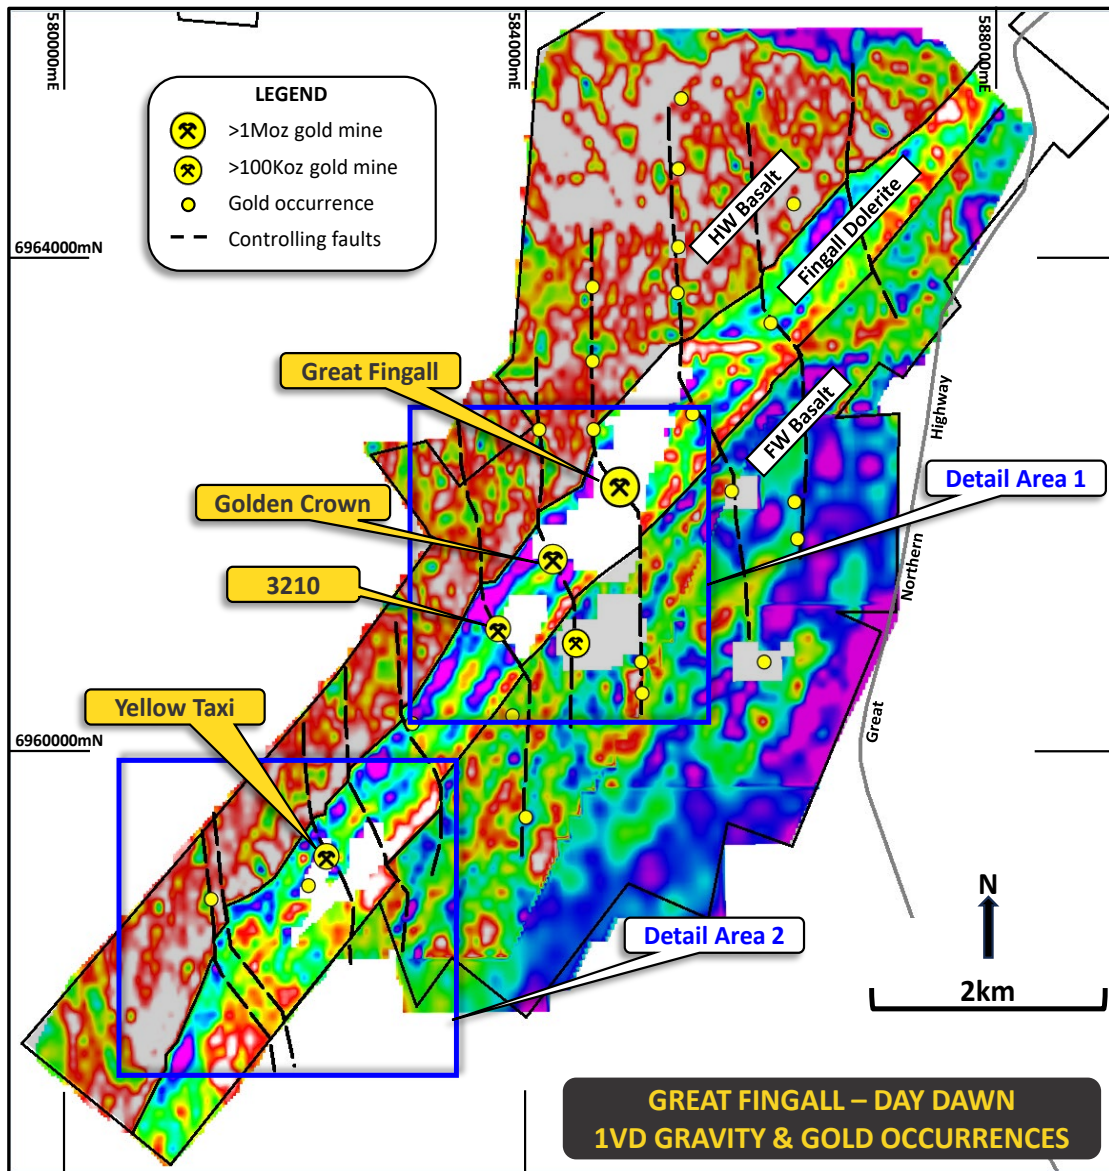 580000mE
584000mE
588000mE
LEGEND
>1Moz gold mine
>100Koz gold mine
Gold occurrence
Controlling faults
6964000mN
HW Basalt
Fingall Dolerite
Great Fingall
FW Basalt
Highway
Detail Area 1
Golden Crown
Northern
3210
Yellow Taxi
Great
6960000mN
N
Detail Area 2
2km
GREAT FINGALL – DAY DAWN
1VD GRAVITY & GOLD OCCURRENCES